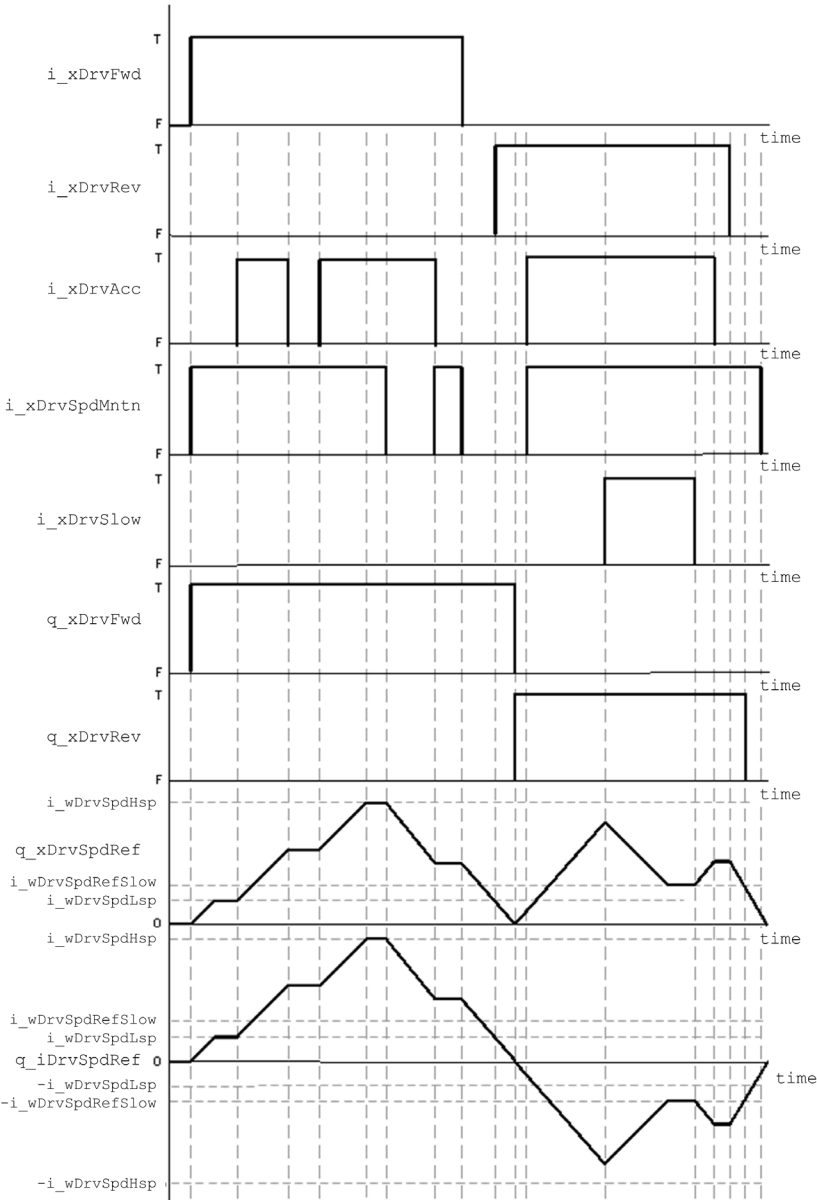 T
i_xDrvFwd
F
time
T
i_xDrvRev
F
time
T
i_xDrvAcc
F
time
T
i_xDrvSpdMntn
F
time
T
i_xDrvSlow
F
time
T
q_xDrvFwd
F
time
T
q_xDrvRev
F
time
i_wDrvSpdHsp
q_xDrvSpdRef
i_wDrvSpdRefSlow
i_wDrvSpdLsp
0
time
i_wDrvSpdHsp
i_wDrvSpdRefSlow
i_wDrvSpdLsp
q_iDrvSpdRef 0
time
-i_wDrvSpdLsp
-i_wDrvSpdRefSlow
-i_wDrvSpdHsp